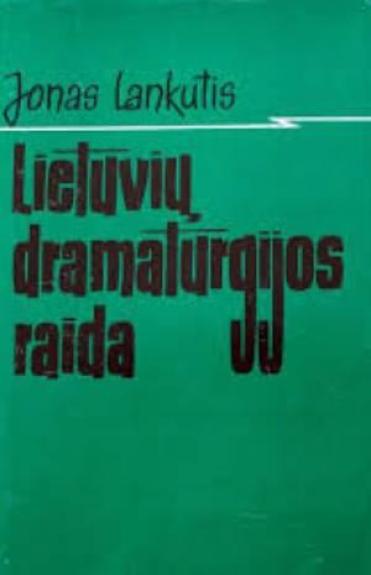 Jonas Lankutis
Lietuvių
dramaturgijos
raida